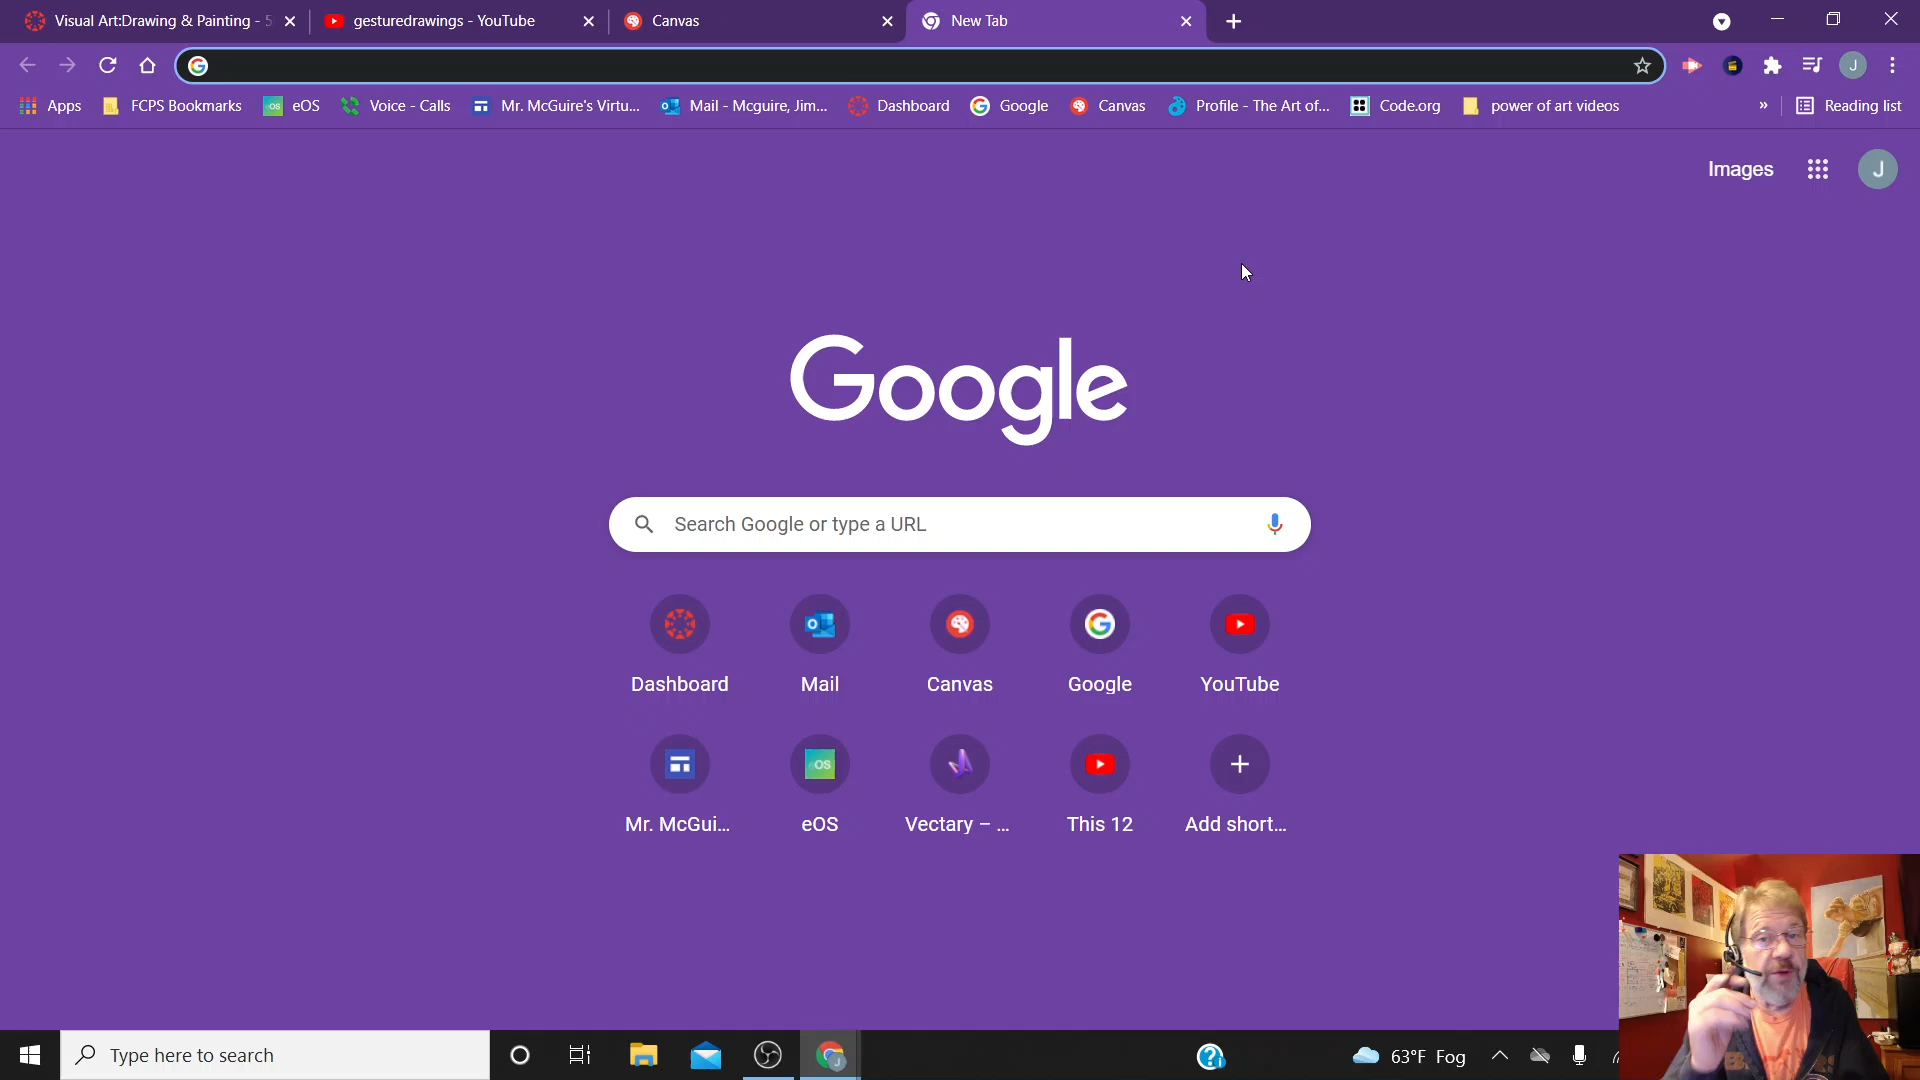 Visual Art:Drawing & Painting - 5
gesturedrawings - YouTube
Canvas
New Tab
J
Apps
FCPS Bookmarks
eOS
Voice - Calls
Mr. McGuire's Virtu...
Mail - Mcguire, Jim...
Dashboard
Google
Canvas
Profile - The Art of...
Code.org
power of art videos
»
Reading list
Images
J
Google
Search Google or type a URL
Dashboard
Mail
Canvas
Google
YouTube
Mr. McGui...
eOS
Vectary – ...
This 12
Add short...
Type here to search
63°F Fog